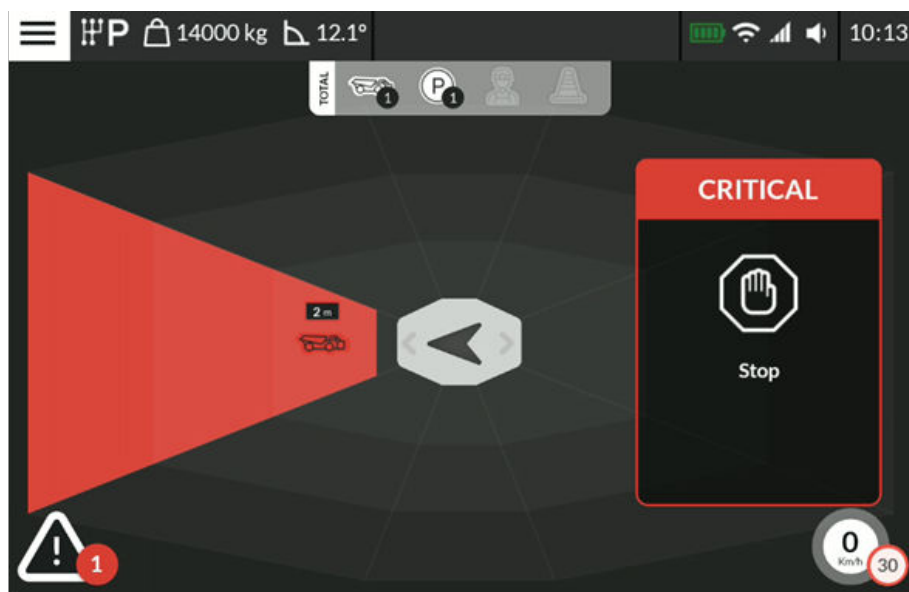 P 14000 kg 12.1° 10:13
TOTAL 1 P 1
CRITICAL
2 m
Stop
! 1
0
Km/h
30